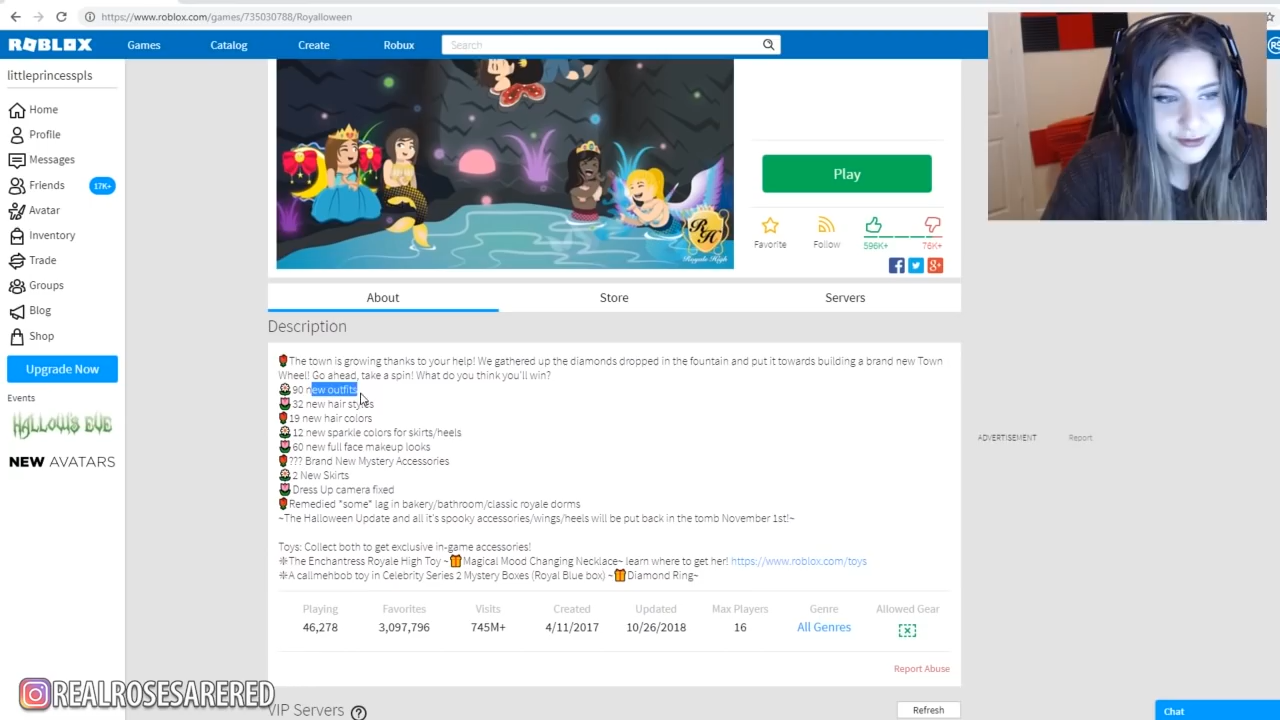 https://www.roblox.com/games/735030788/Royalloween
ROBLOX Games Catalog Create Robux Search
littleprincesspls
Home
Profile
Messages
Friends 17K+
Avatar
Inventory
Trade
Groups
Blog
Shop
Upgrade Now
Events
HALLOW'S EVE
NEW AVATARS
RH
Royale High
Play
Favorite Follow 596K+ 76K+
About Store Servers
Description
The town is growing thanks to your help! We gathered up the diamonds dropped in the fountain and put it towards building a brand new Town
Wheel! Go ahead, take a spin! What do you think you'll win?
90 new outfits
32 new hair styles
19 new hair colors
12 new sparkle colors for skirts/heels
60 new full face makeup looks
??? Brand New Mystery Accessories
2 New Skirts
Dress Up camera fixed
Remedied *some* lag in bakery/bathroom/classic royale dorms
~The Halloween Update and all it's spooky accessories/wings/heels will be put back in the tomb November 1st!~
Toys: Collect both to get exclusive in-game accessories!
❈The Enchantress Royale High Toy ~🎁Magical Mood Changing Necklace~ learn where to get her! https://www.roblox.com/toys
❈A callmehbob toy in Celebrity Series 2 Mystery Boxes (Royal Blue box) ~🎁Diamond Ring~
Playing Favorites Visits Created Updated Max Players Genre Allowed Gear
46,278 3,097,796 745M+ 4/11/2017 10/26/2018 16 All Genres
Report Abuse
VIP Servers ? Refresh
ADVERTISEMENT Report
REALROSESARERED
Chat